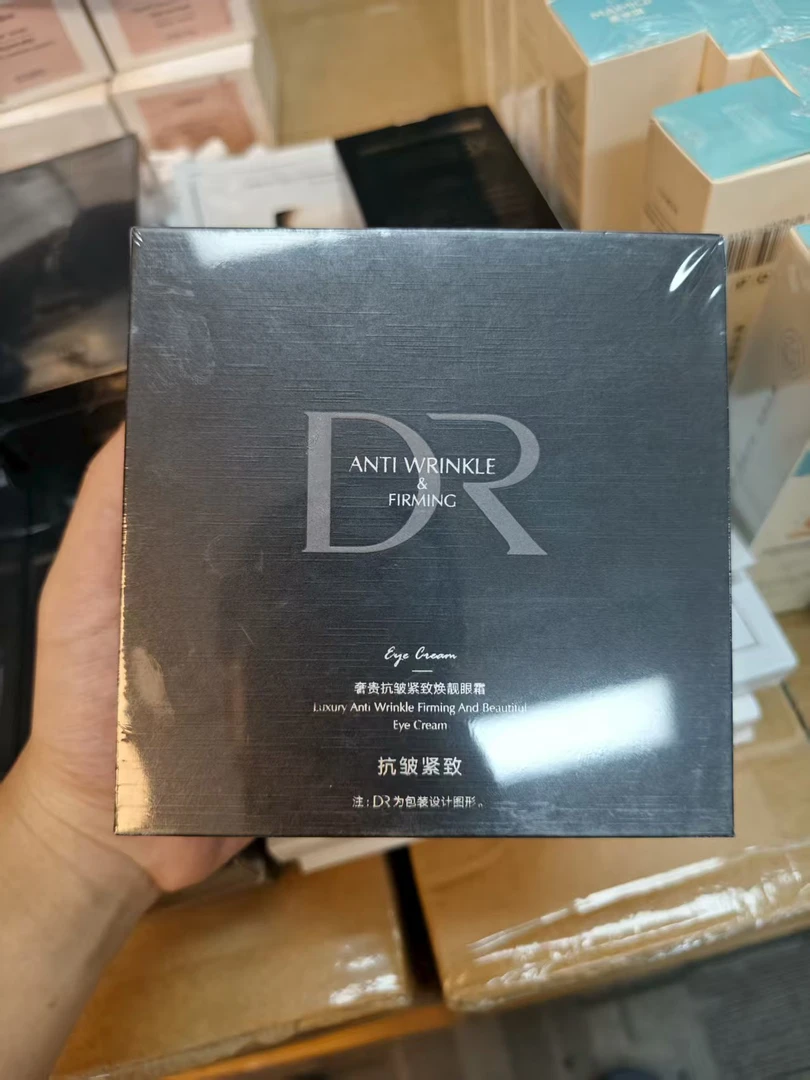 DR
ANTI WRINKLE
&
FIRMING
Eye Cream
奢贵抗皱紧致焕靓眼霜
Luxury Anti Wrinkle Firming And Beautiful
Eye Cream
抗皱紧致
注:DR为包装设计图形。